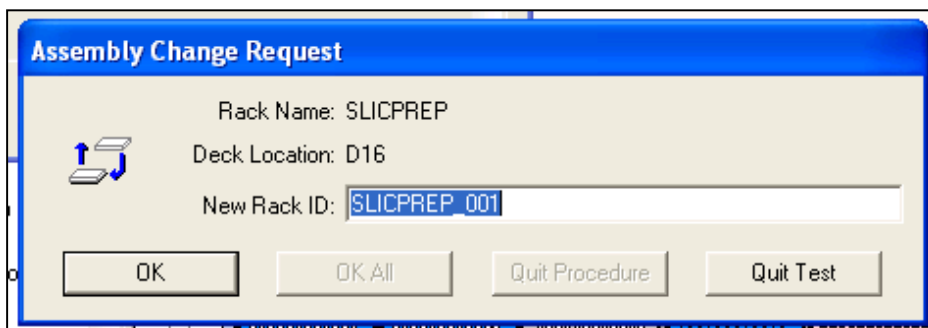 Assembly Change Request
Rack Name: SLICPREP
Deck Location: D16
New Rack ID: SLICPREP_001
OK OK All Quit Procedure Quit Test